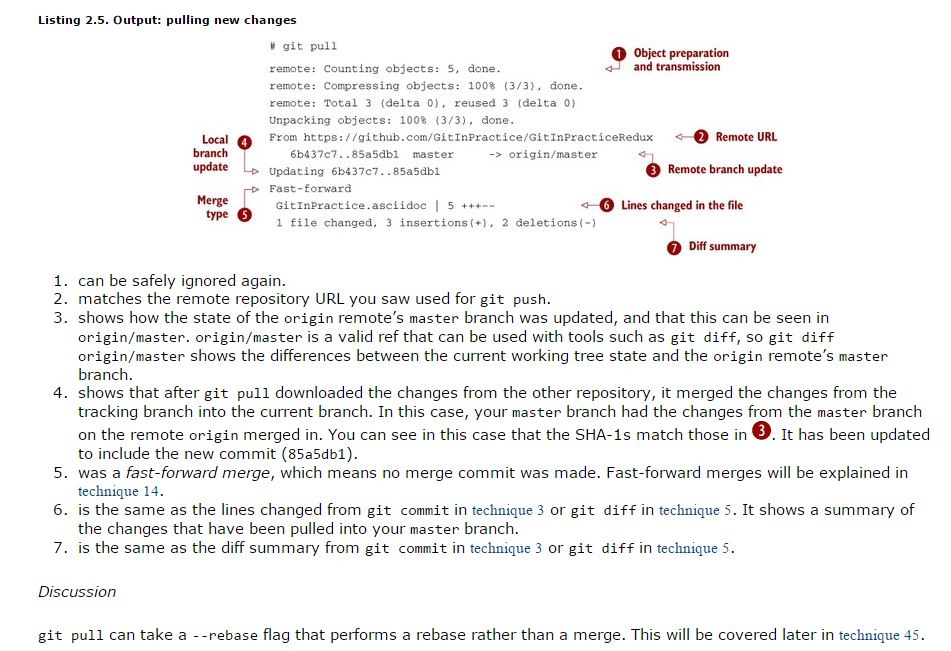 Listing 2.5. Output: pulling new changes
# git pull
1 Object preparation
and transmission
remote: Counting objects: 5, done.
remote: Compressing objects: 100% (3/3), done.
remote: Total 3 (delta 0), reused 3 (delta 0)
Unpacking objects: 100% (3/3), done.
From https://github.com/GitInPractice/GitInPracticeRedux
2 Remote URL
Local
branch
update
4
6b437c7..85a5db1 master -> origin/master
3 Remote branch update
Updating 6b437c7..85a5db1
Fast-forward
Merge
type 5
GitInPractice.asciidoc | 5 +++--
6 Lines changed in the file
1 file changed, 3 insertions(+), 2 deletions(-)
7 Diff summary
1. can be safely ignored again.
2. matches the remote repository URL you saw used for git push.
3. shows how the state of the origin remote’s master branch was updated, and that this can be seen in
origin/master. origin/master is a valid ref that can be used with tools such as git diff, so git diff
origin/master shows the differences between the current working tree state and the origin remote’s master
branch.
4. shows that after git pull downloaded the changes from the other repository, it merged the changes from the
tracking branch into the current branch. In this case, your master branch had the changes from the master branch
on the remote origin merged in. You can see in this case that the SHA-1s match those in 3. It has been updated
to include the new commit (85a5db1).
5. was a fast-forward merge, which means no merge commit was made. Fast-forward merges will be explained in
technique 14.
6. is the same as the lines changed from git commit in technique 3 or git diff in technique 5. It shows a summary of
the changes that have been pulled into your master branch.
7. is the same as the diff summary from git commit in technique 3 or git diff in technique 5.
Discussion
git pull can take a --rebase flag that performs a rebase rather than a merge. This will be covered later in technique 45.